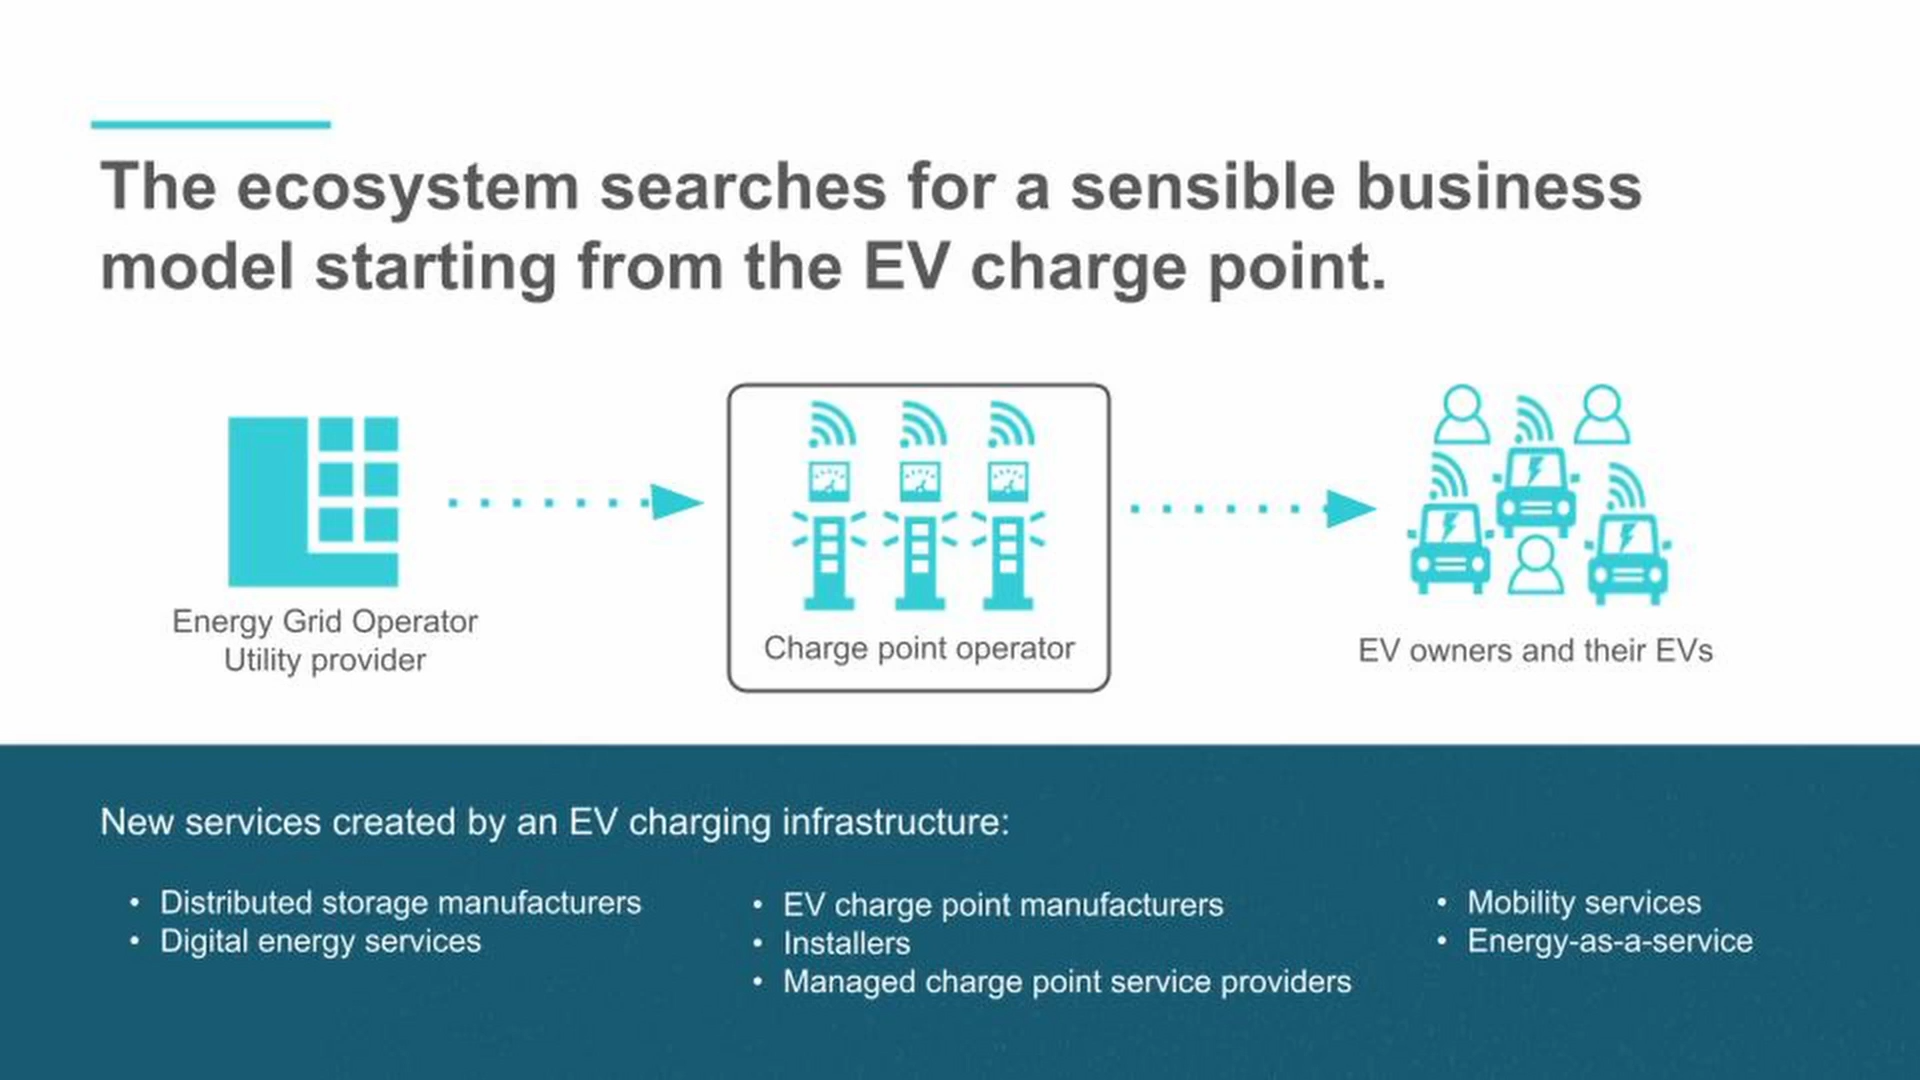 The ecosystem searches for a sensible business
model starting from the EV charge point.
Energy Grid Operator
Utility provider
Charge point operator
EV owners and their EVs
New services created by an EV charging infrastructure:
• Distributed storage manufacturers
• Digital energy services
• EV charge point manufacturers
• Installers
• Managed charge point service providers
• Mobility services
• Energy-as-a-service